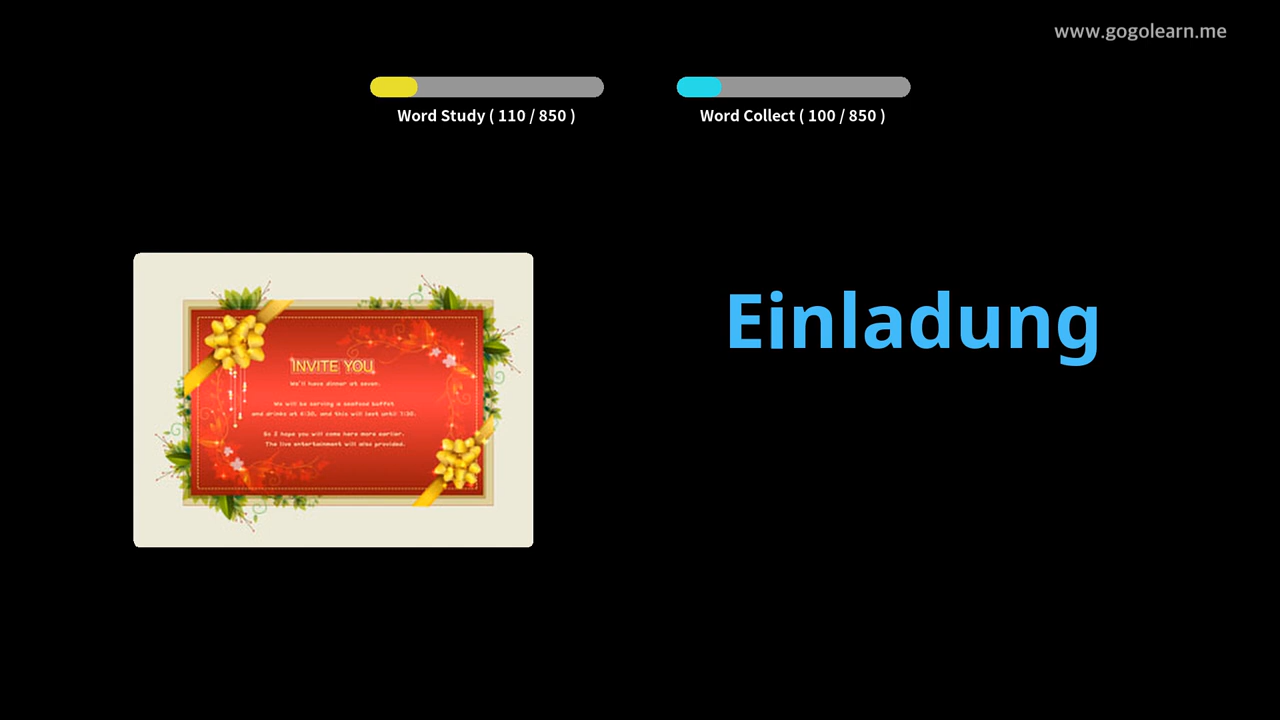 www.gogolearn.me
Word Study ( 110 / 850 )
Word Collect ( 100 / 850 )
INVITE YOU
We'll have dinner at seven.
We will be serving a seafood buffet
and drinks at 6:30, and this will last until 7:30.
So I hope you will come here more earlier.
The live entertainment will also provided.
Einladung